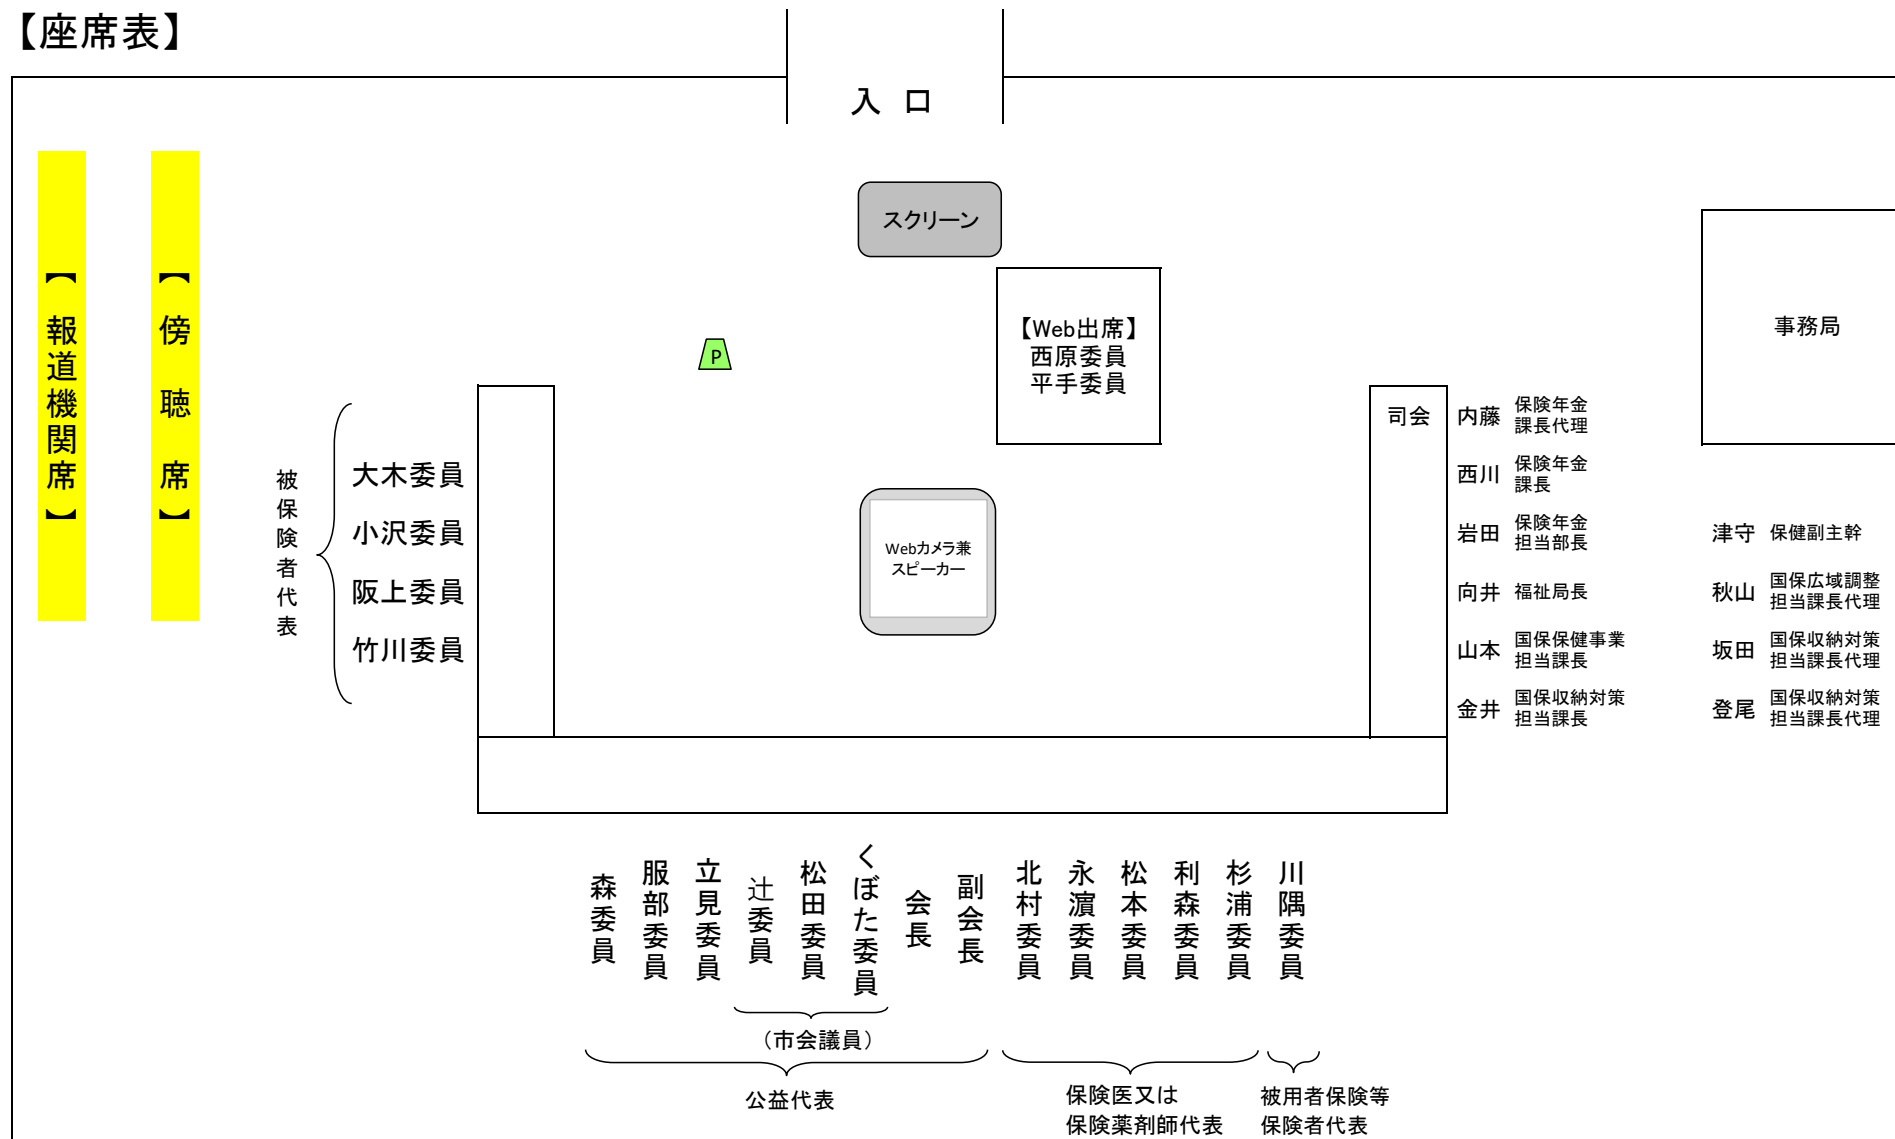 【座席表】
入 口
スクリーン
【Web出席】
西原委員
平手委員
事務局
P
【報道機関席】
【傍聴席】
被保険者代表
大木委員
小沢委員
阪上委員
竹川委員
Webカメラ兼
スピーカー
司会
内藤 保険年金
課長代理
西川 保険年金
課長
岩田 保険年金
担当部長
向井 福祉局長
山本 国保保健事業
担当課長
金井 国保収納対策
担当課長
津守 保健副主幹
秋山 国保広域調整
担当課長代理
坂田 国保収納対策
担当課長代理
登尾 国保収納対策
担当課長代理
森委員
服部委員
立見委員
辻委員
松田委員
くぼた委員
会長
副会長
北村委員
永濵委員
松本委員
利森委員
杉浦委員
川隅委員
（市会議員）
公益代表
保険医又は
保険薬剤師代表
被用者保険等
保険者代表